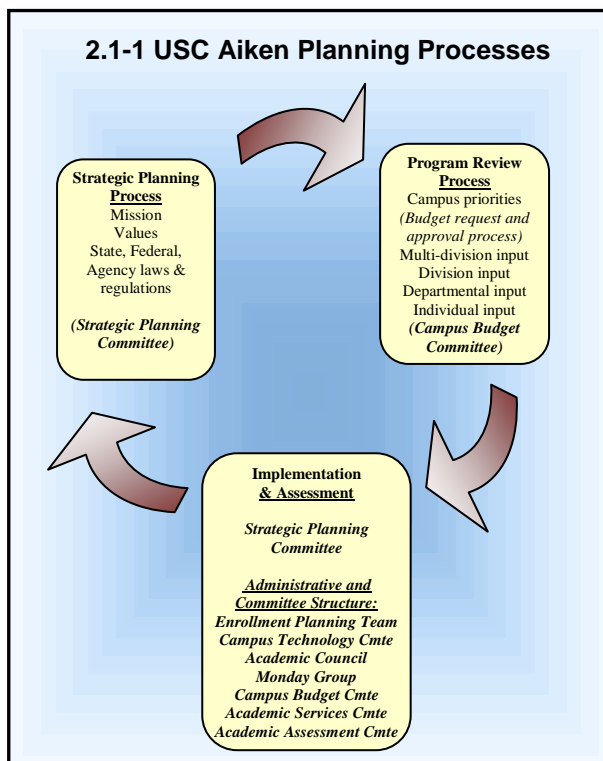 2.1-1 USC Aiken Planning Processes
Strategic Planning
Process
Mission
Values
State, Federal,
Agency laws &
regulations
(Strategic Planning
Committee)
Program Review
Process
Campus priorities
(Budget request and
approval process)
Multi-division input
Division input
Departmental input
Individual input
(Campus Budget
Committee)
Implementation
& Assessment
Strategic Planning
Committee
Administrative and
Committee Structure:
Enrollment Planning Team
Campus Technology Cmte
Academic Council
Monday Group
Campus Budget Cmte
Academic Services Cmte
Academic Assessment Cmte